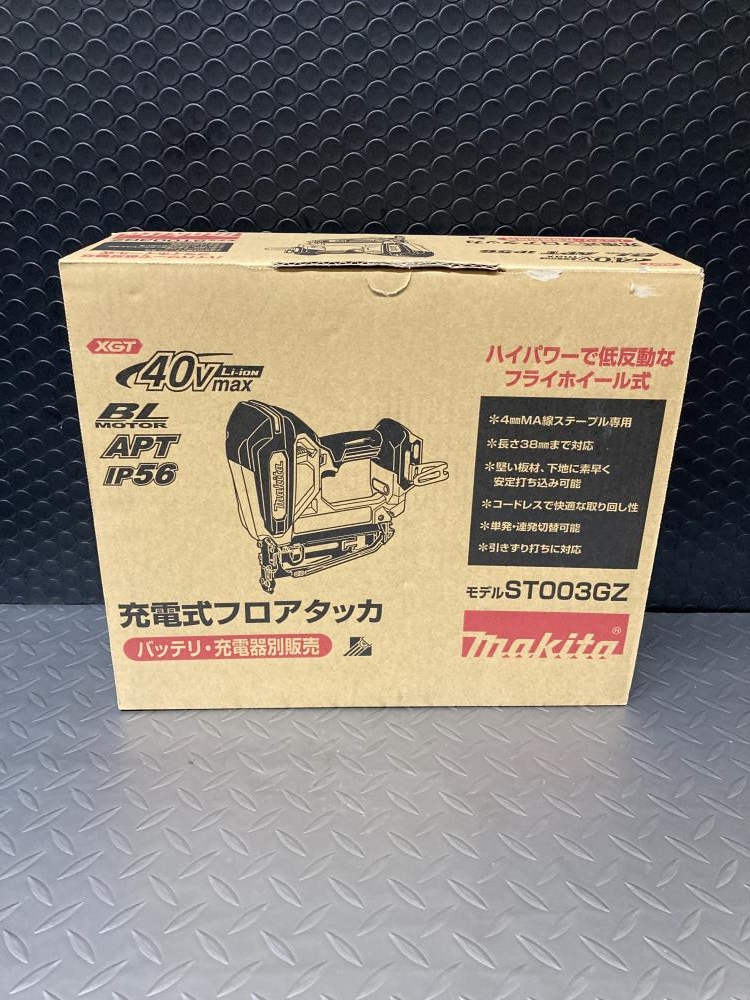 XGT
40Vmax Li-ion
BL
MOTOR
APT
IP56
ハイパワーで低反動な
フライホイール式
＊4mmMA線ステープル専用
＊長さ38mmまで対応
＊堅い板材、下地に素早く
安定打ち込み可能
＊コードレスで快適な取り回し性
＊単発・連発切替可能
＊引きずり打ちに対応
makita
モデルST003GZ
充電式フロアタッカ
バッテリ・充電器別販売
makita®